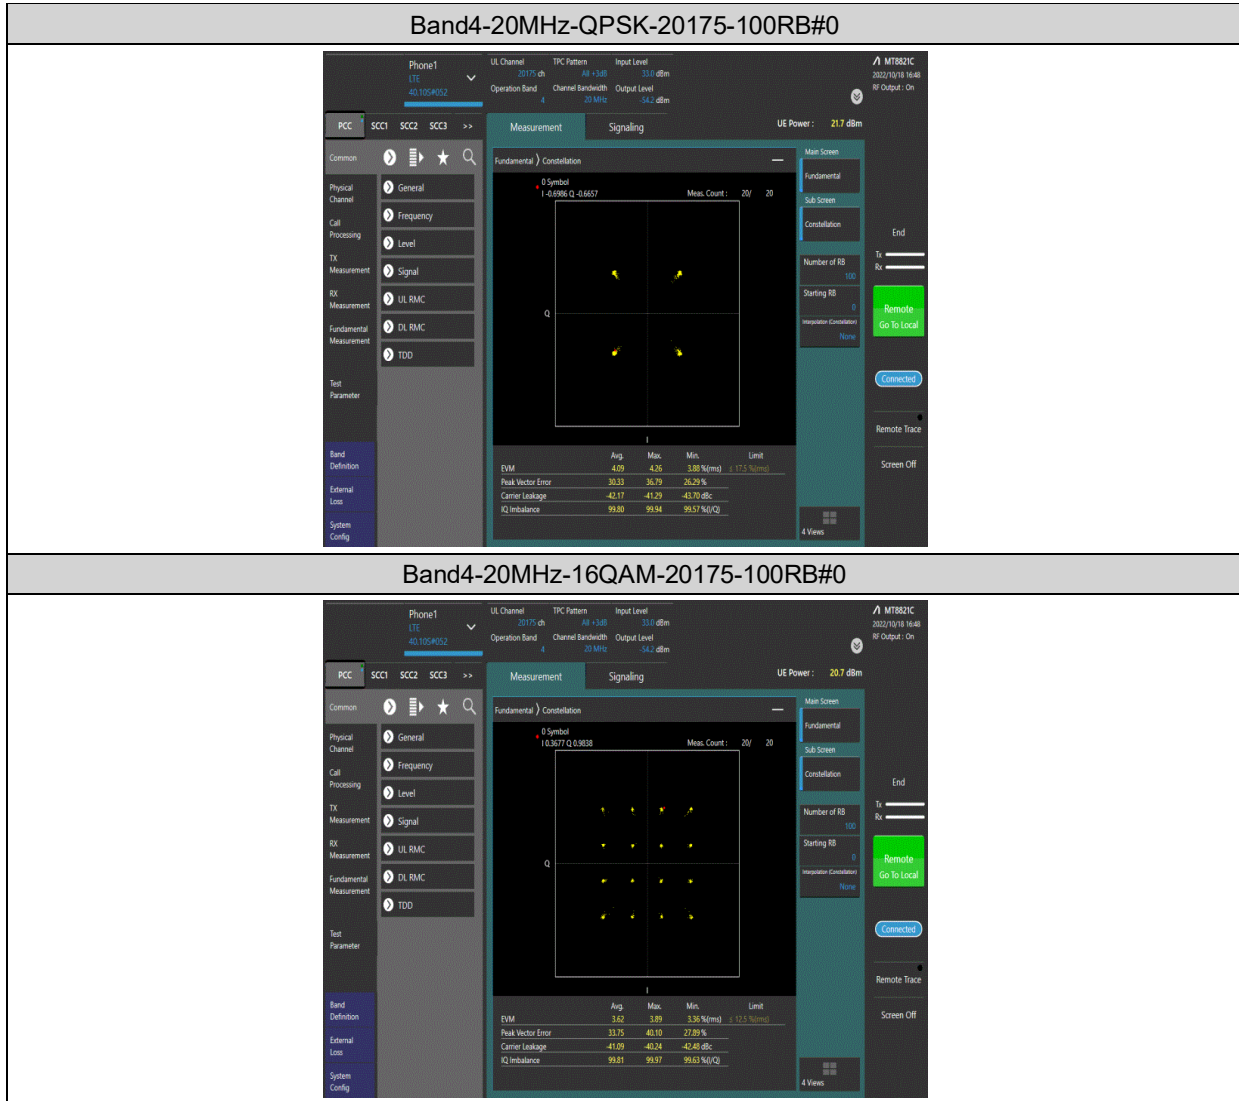 Band4-20MHz-QPSK-20175-100RB#0
Phone1
LTE
40.10S#052
UL Channel TPC Pattern Input Level
20175 ch All +3dB 33.0 dBm
Operation Band Channel Bandwidth Output Level
4 20 MHz -54.2 dBm
MT8821C
2022/10/18 16:48
RF Output : On
PCC SCC1 SCC2 SCC3 >>
Measurement Signaling
UE Power : 21.7 dBm
Common
Physical
Channel
Call
Processing
TX
Measurement
RX
Measurement
Fundamental
Measurement
Test
Parameter
Band
Definition
External
Loss
System
Config
General
Frequency
Level
Signal
UL RMC
DL RMC
TDD
Fundamental Constellation
0 Symbol
I -0.6986 Q -0.6657 Meas. Count : 20/ 20
Q
I
Avg. Max. Min. Limit
EVM 4.09 4.26 3.88 %(rms) ≤ 17.5 %(rms)
Peak Vector Error 30.33 36.79 26.29 %
Carrier Leakage -42.17 -41.29 -43.70 dBc
IQ Imbalance 99.80 99.94 99.57 %(I/Q)
Main Screen
Fundamental
Sub Screen
Constellation
Number of RB
100
Starting RB
0
Interpolation (Constellation)
None
4 Views
End
Tx
Rx
Remote
Go To Local
Connected
Remote Trace
Screen Off
Band4-20MHz-16QAM-20175-100RB#0
Phone1
LTE
40.10S#052
UL Channel TPC Pattern Input Level
20175 ch All +3dB 33.0 dBm
Operation Band Channel Bandwidth Output Level
4 20 MHz -54.2 dBm
MT8821C
2022/10/18 16:48
RF Output : On
PCC SCC1 SCC2 SCC3 >>
Measurement Signaling
UE Power : 20.7 dBm
Common
Physical
Channel
Call
Processing
TX
Measurement
RX
Measurement
Fundamental
Measurement
Test
Parameter
Band
Definition
External
Loss
System
Config
General
Frequency
Level
Signal
UL RMC
DL RMC
TDD
Fundamental Constellation
0 Symbol
I 0.3677 Q 0.9838 Meas. Count : 20/ 20
Q
I
Avg. Max. Min. Limit
EVM 3.62 3.89 3.36 %(rms) ≤ 12.5 %(rms)
Peak Vector Error 33.75 40.10 27.89 %
Carrier Leakage -41.09 -40.24 -42.48 dBc
IQ Imbalance 99.81 99.97 99.63 %(I/Q)
Main Screen
Fundamental
Sub Screen
Constellation
Number of RB
100
Starting RB
0
Interpolation (Constellation)
None
4 Views
End
Tx
Rx
Remote
Go To Local
Connected
Remote Trace
Screen Off